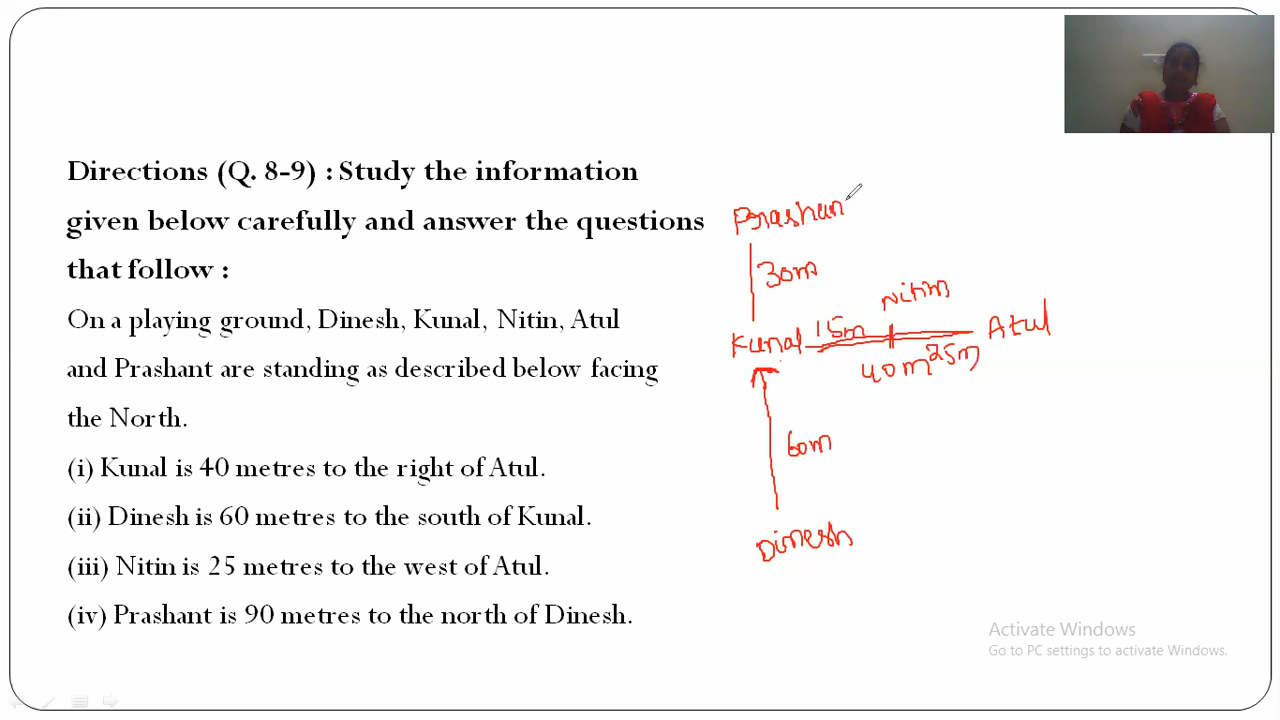 Directions (Q. 8-9) : Study the information
given below carefully and answer the questions
that follow :
On a playing ground, Dinesh, Kunal, Nitin, Atul
and Prashant are standing as described below facing
the North.
(i) Kunal is 40 metres to the right of Atul.
(ii) Dinesh is 60 metres to the south of Kunal.
(iii) Nitin is 25 metres to the west of Atul.
(iv) Prashant is 90 metres to the north of Dinesh.
Prashan
30m
Nitin
Kunal 15m Atul
40m 25m
60m
Dinesh
Activate Windows
Go to PC settings to activate Windows.